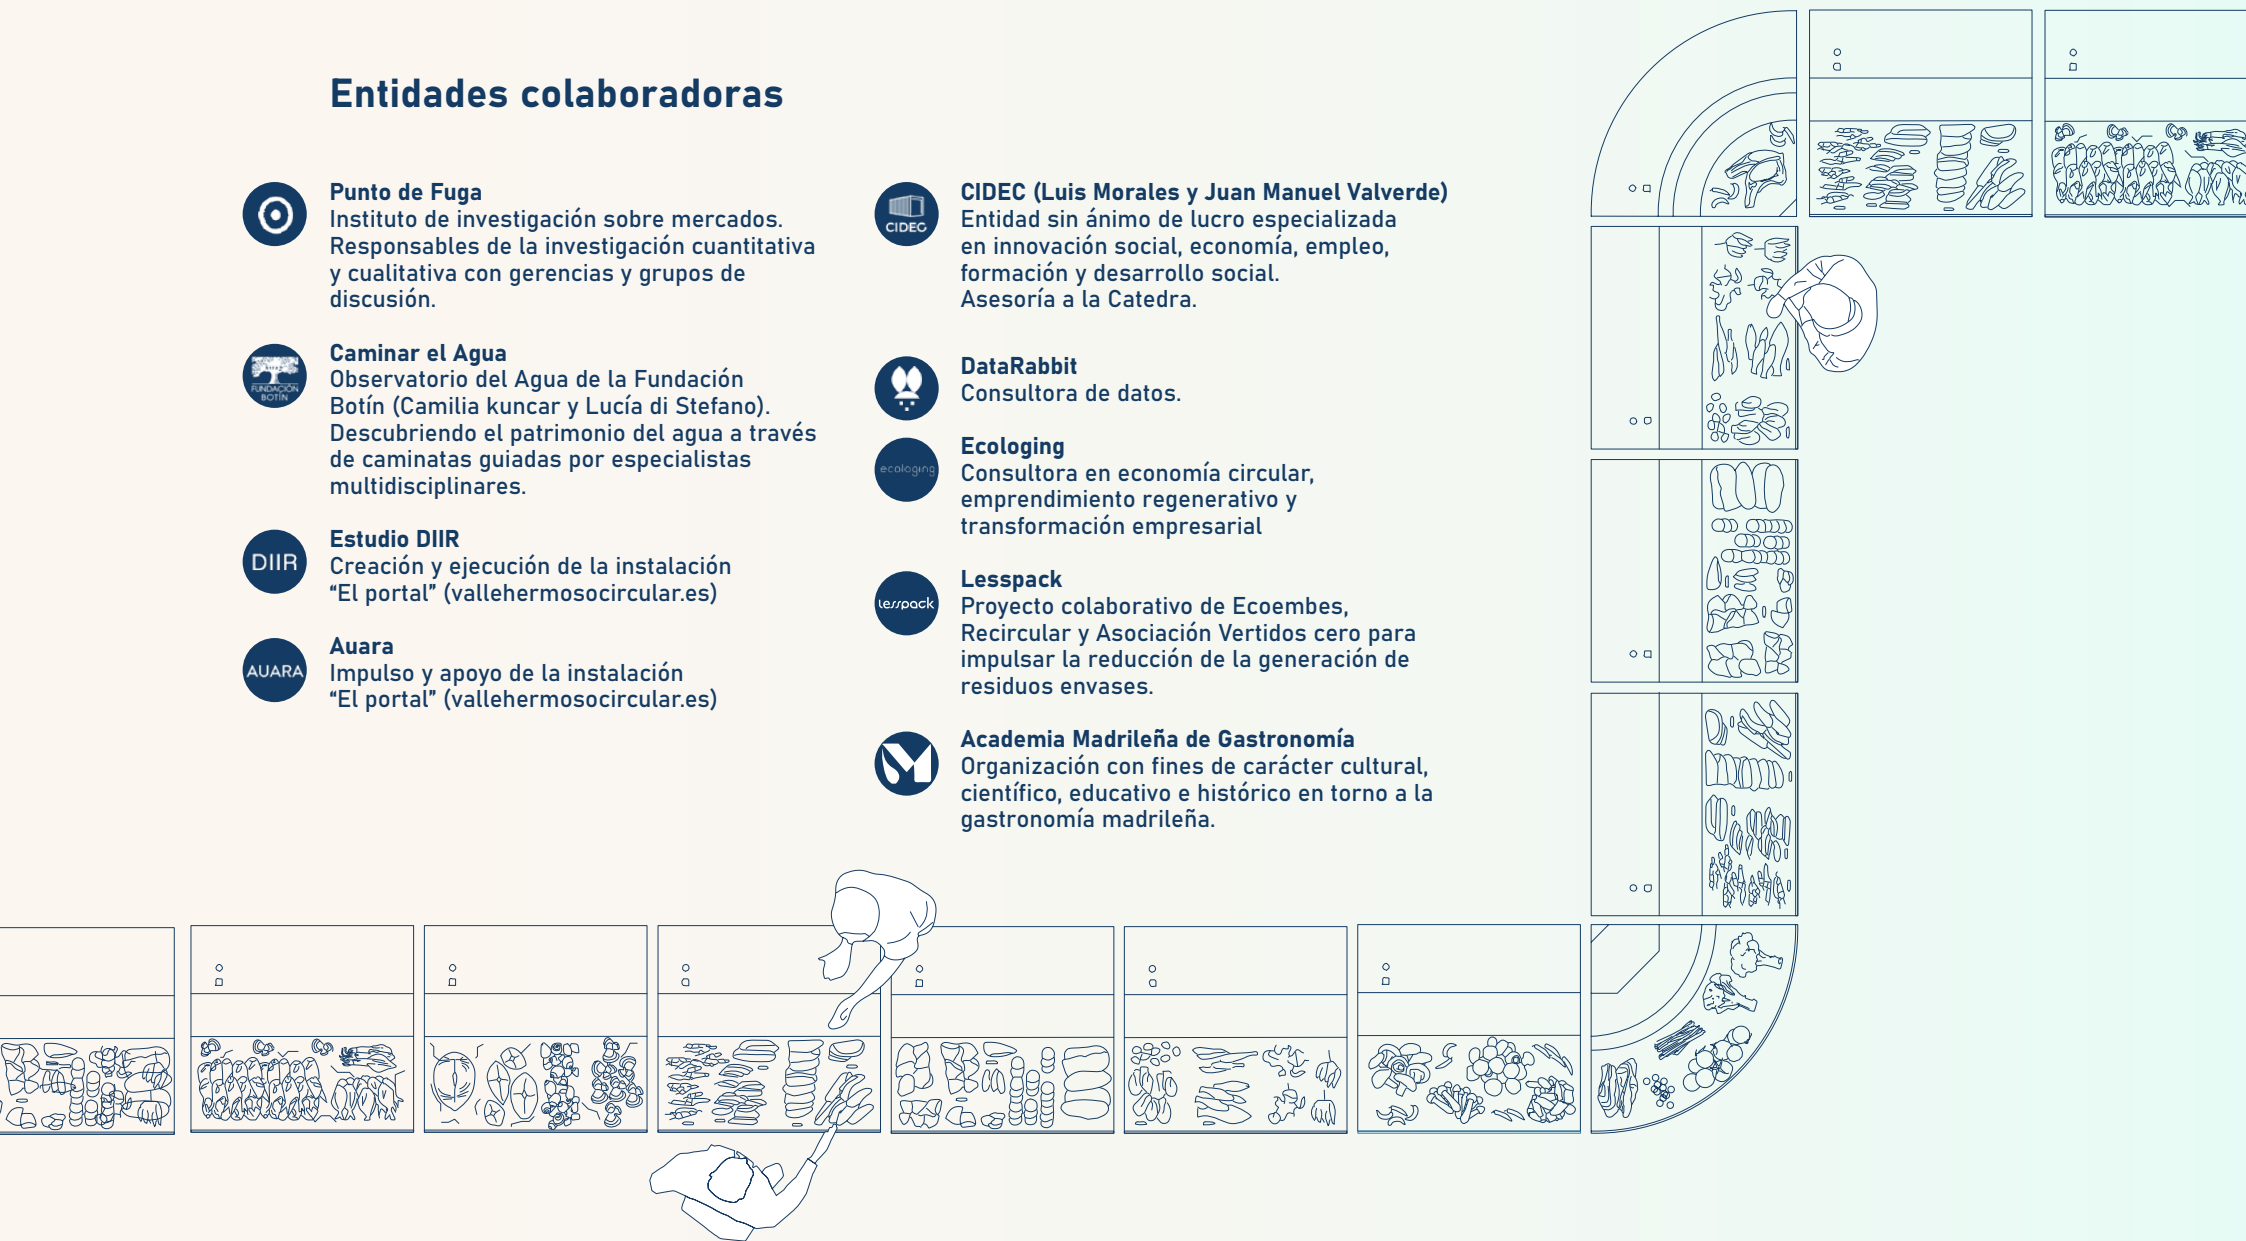 Entidades colaboradoras
Punto de Fuga
Instituto de investigación sobre mercados.
Responsables de la investigación cuantitativa
y cualitativa con gerencias y grupos de
discusión.
FUNDACIÓN
BOTÍN
Caminar el Agua
Observatorio del Agua de la Fundación
Botín (Camilia kuncar y Lucía di Stefano).
Descubriendo el patrimonio del agua a través
de caminatas guiadas por especialistas
multidisciplinares.
DIIR
Estudio DIIR
Creación y ejecución de la instalación
“El portal” (vallehermosocircular.es)
AUARA
Auara
Impulso y apoyo de la instalación
“El portal” (vallehermosocircular.es)
CIDEC
CIDEC (Luis Morales y Juan Manuel Valverde)
Entidad sin ánimo de lucro especializada
en innovación social, economía, empleo,
formación y desarrollo social.
Asesoría a la Catedra.
DataRabbit
Consultora de datos.
ecologing
Ecologing
Consultora en economía circular,
emprendimiento regenerativo y
transformación empresarial
lesspack
Lesspack
Proyecto colaborativo de Ecoembes,
Recircular y Asociación Vertidos cero para
impulsar la reducción de la generación de
residuos envases.
Academia Madrileña de Gastronomía
Organización con fines de carácter cultural,
científico, educativo e histórico en torno a la
gastronomía madrileña.